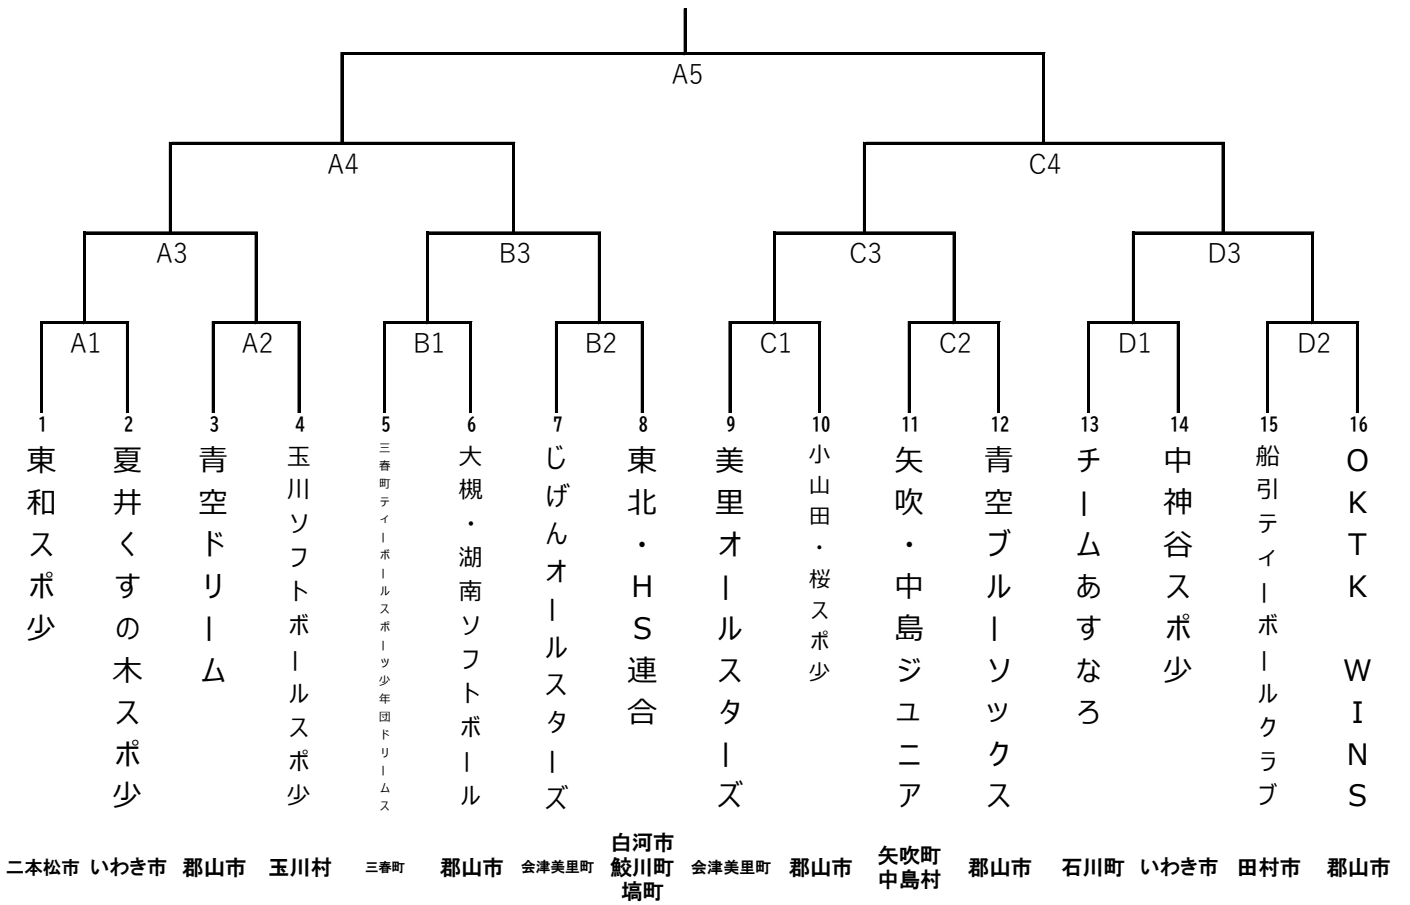 A5
A4
C4
A3
B3
C3
D3
A1
A2
B1
B2
C1
C2
D1
D2
1
2
3
4
5
6
7
8
9
10
11
12
13
14
15
16
東和スポ少
夏井くすの木スポ少
青空ドリーム
玉川ソフトボールスポ少
三春町ティーボールスポーツ少年団ドリームス
大槻・湖南ソフトボール
じげんオールスターズ
東北・HS連合
美里オールスターズ
小山田・桜スポ少
矢吹・中島ジュニア
青空ブルーソックス
チームあすなろ
中神谷スポ少
船引ティーボールクラブ
OKTK WINS
二本松市
いわき市
郡山市
玉川村
三春町
郡山市
会津美里町
白河市
鮫川町
塙町
会津美里町
郡山市
矢吹町
中島村
郡山市
石川町
いわき市
田村市
郡山市